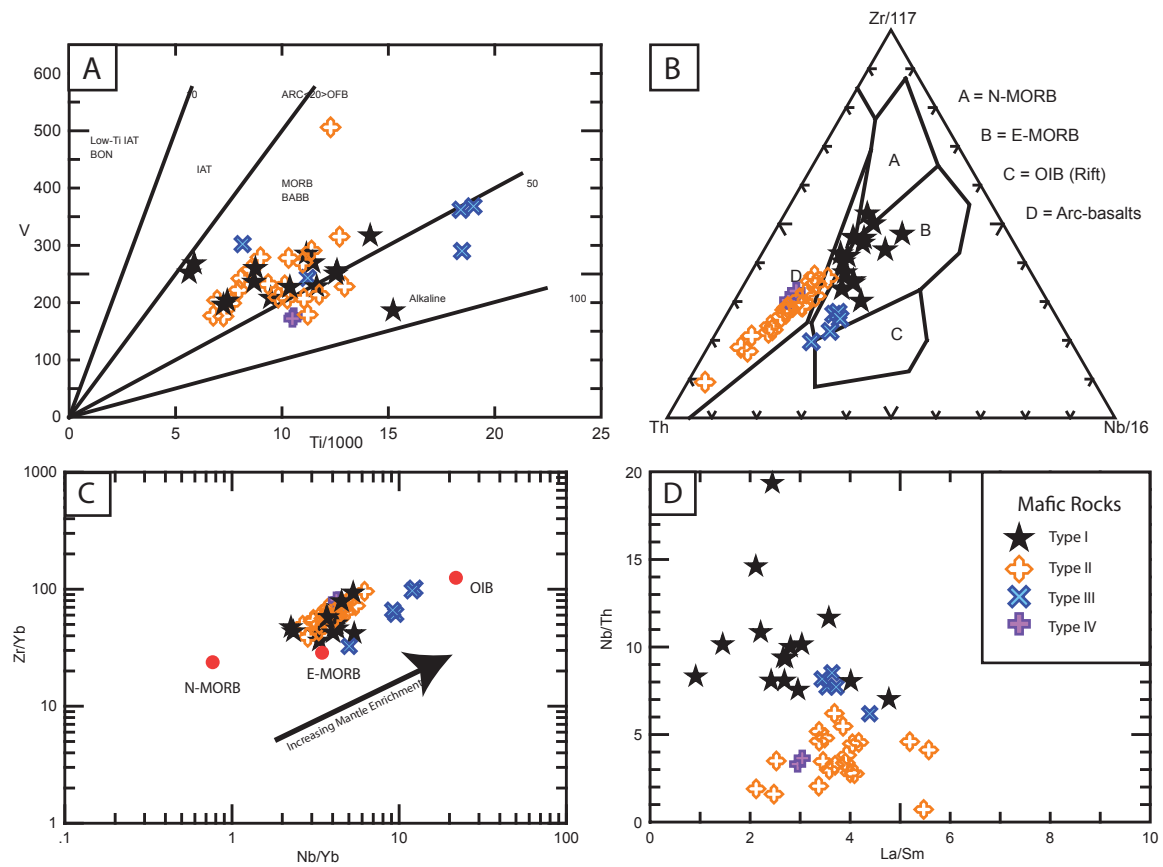 A
600
500
400
V
300
200
100
0
0
5
10
15
20
25
Ti/1000
10
ARC<20>OFB
Low-Ti IAT
BON
IAT
MORB
BABB
50
Alkaline
100
B
Zr/117
A = N-MORB
B = E-MORB
C = OIB (Rift)
D = Arc-basalts
A
B
D
C
Th
Nb/16
C
1000
100
10
1
Zr/Yb
.1
1
10
100
Nb/Yb
OIB
N-MORB
E-MORB
Increasing Mantle Enrichment
D
20
15
10
5
0
Nb/Th
0
2
4
6
8
10
La/Sm
Mafic Rocks
Type I
Type II
Type III
Type IV